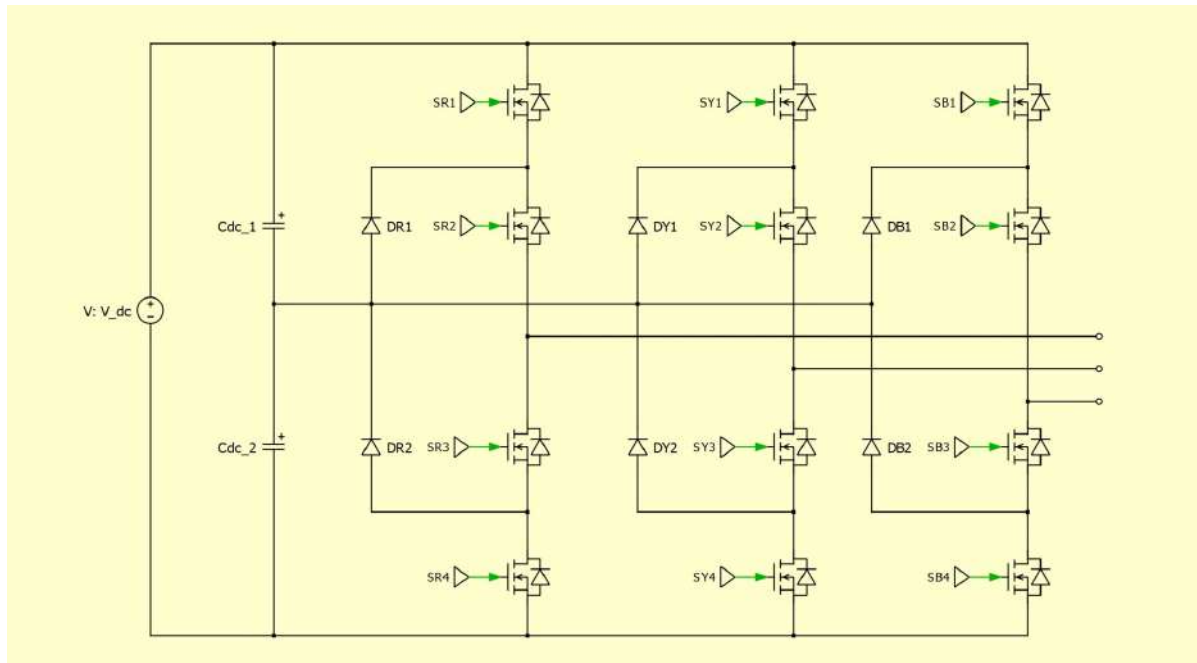 SR1
SY1
SB1
Cdc_1
+
DR1
SR2
DY1
SY2
DB1
SB2
V: V_dc
+
-
Cdc_2
+
DR2
SR3
DY2
SY3
DB2
SB3
SR4
SY4
SB4